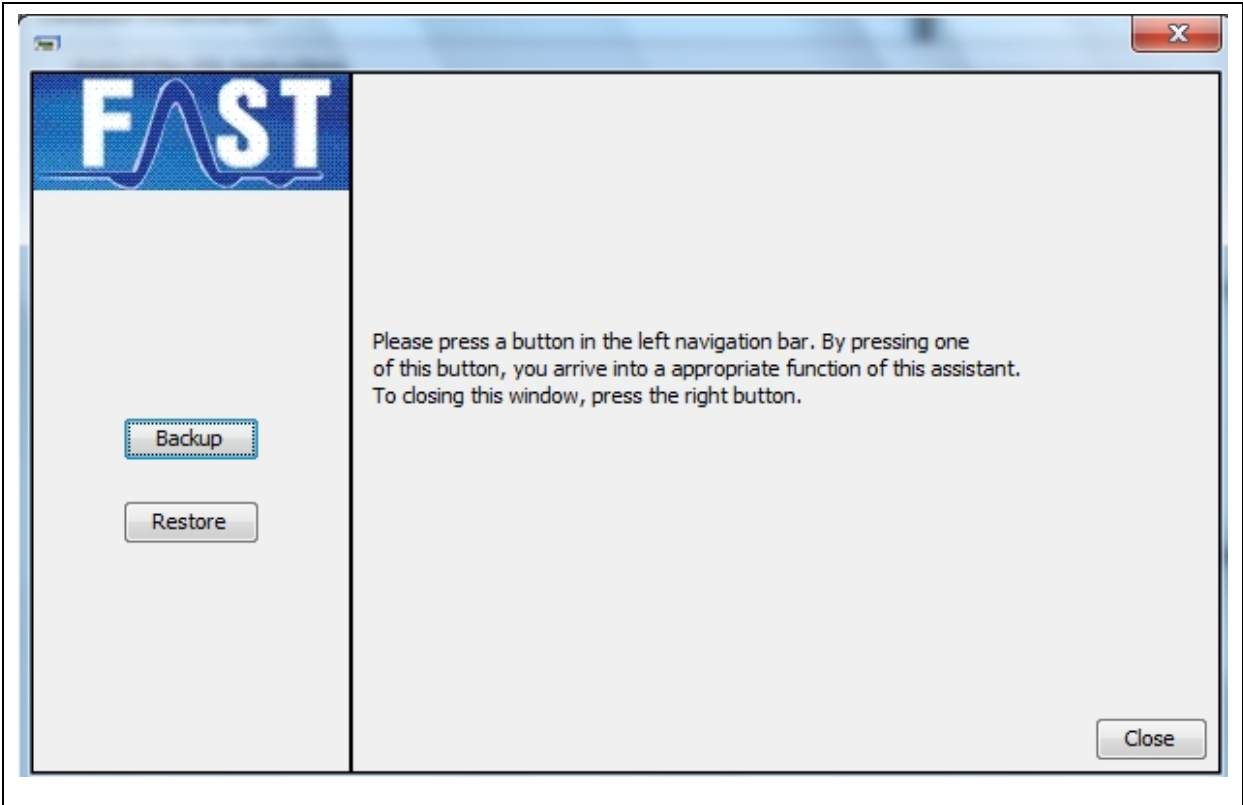 FAST
Please press a button in the left navigation bar. By pressing one
of this button, you arrive into a appropriate function of this assistant.
To closing this window, press the right button.
Backup
Restore
Close